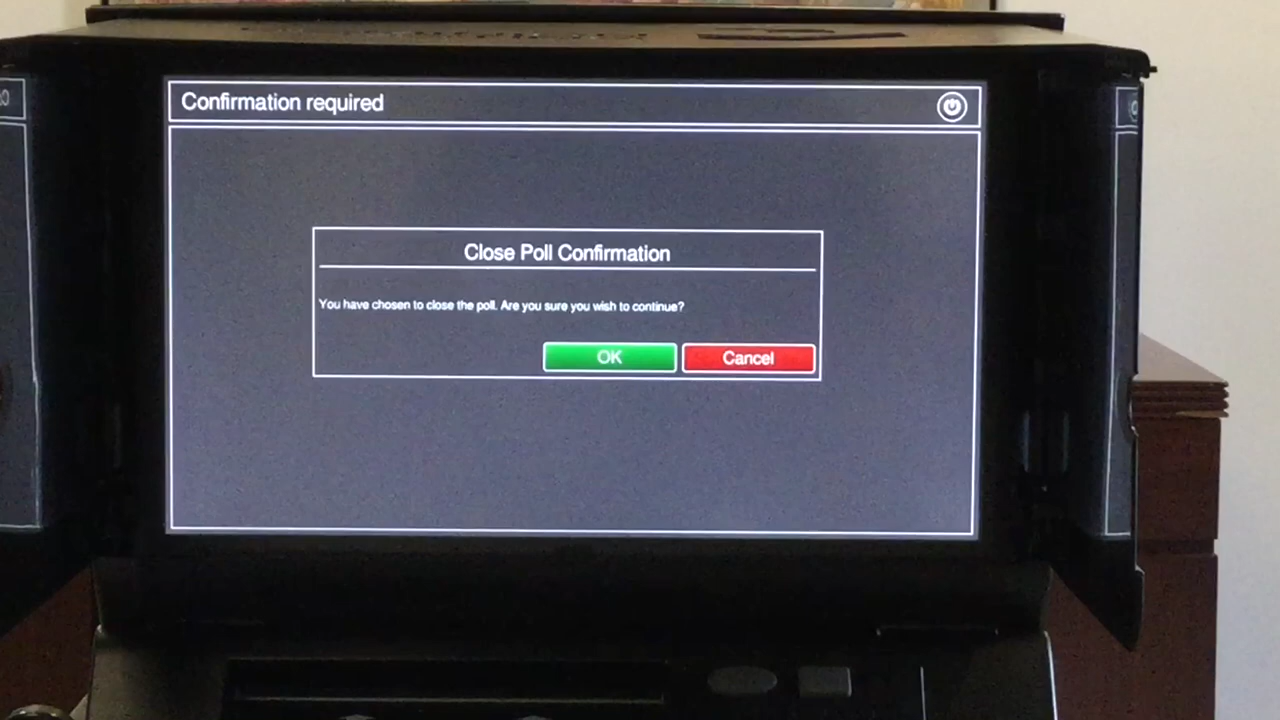 Confirmation required
Close Poll Confirmation
You have chosen to close the poll. Are you sure you wish to continue?
OK
Cancel